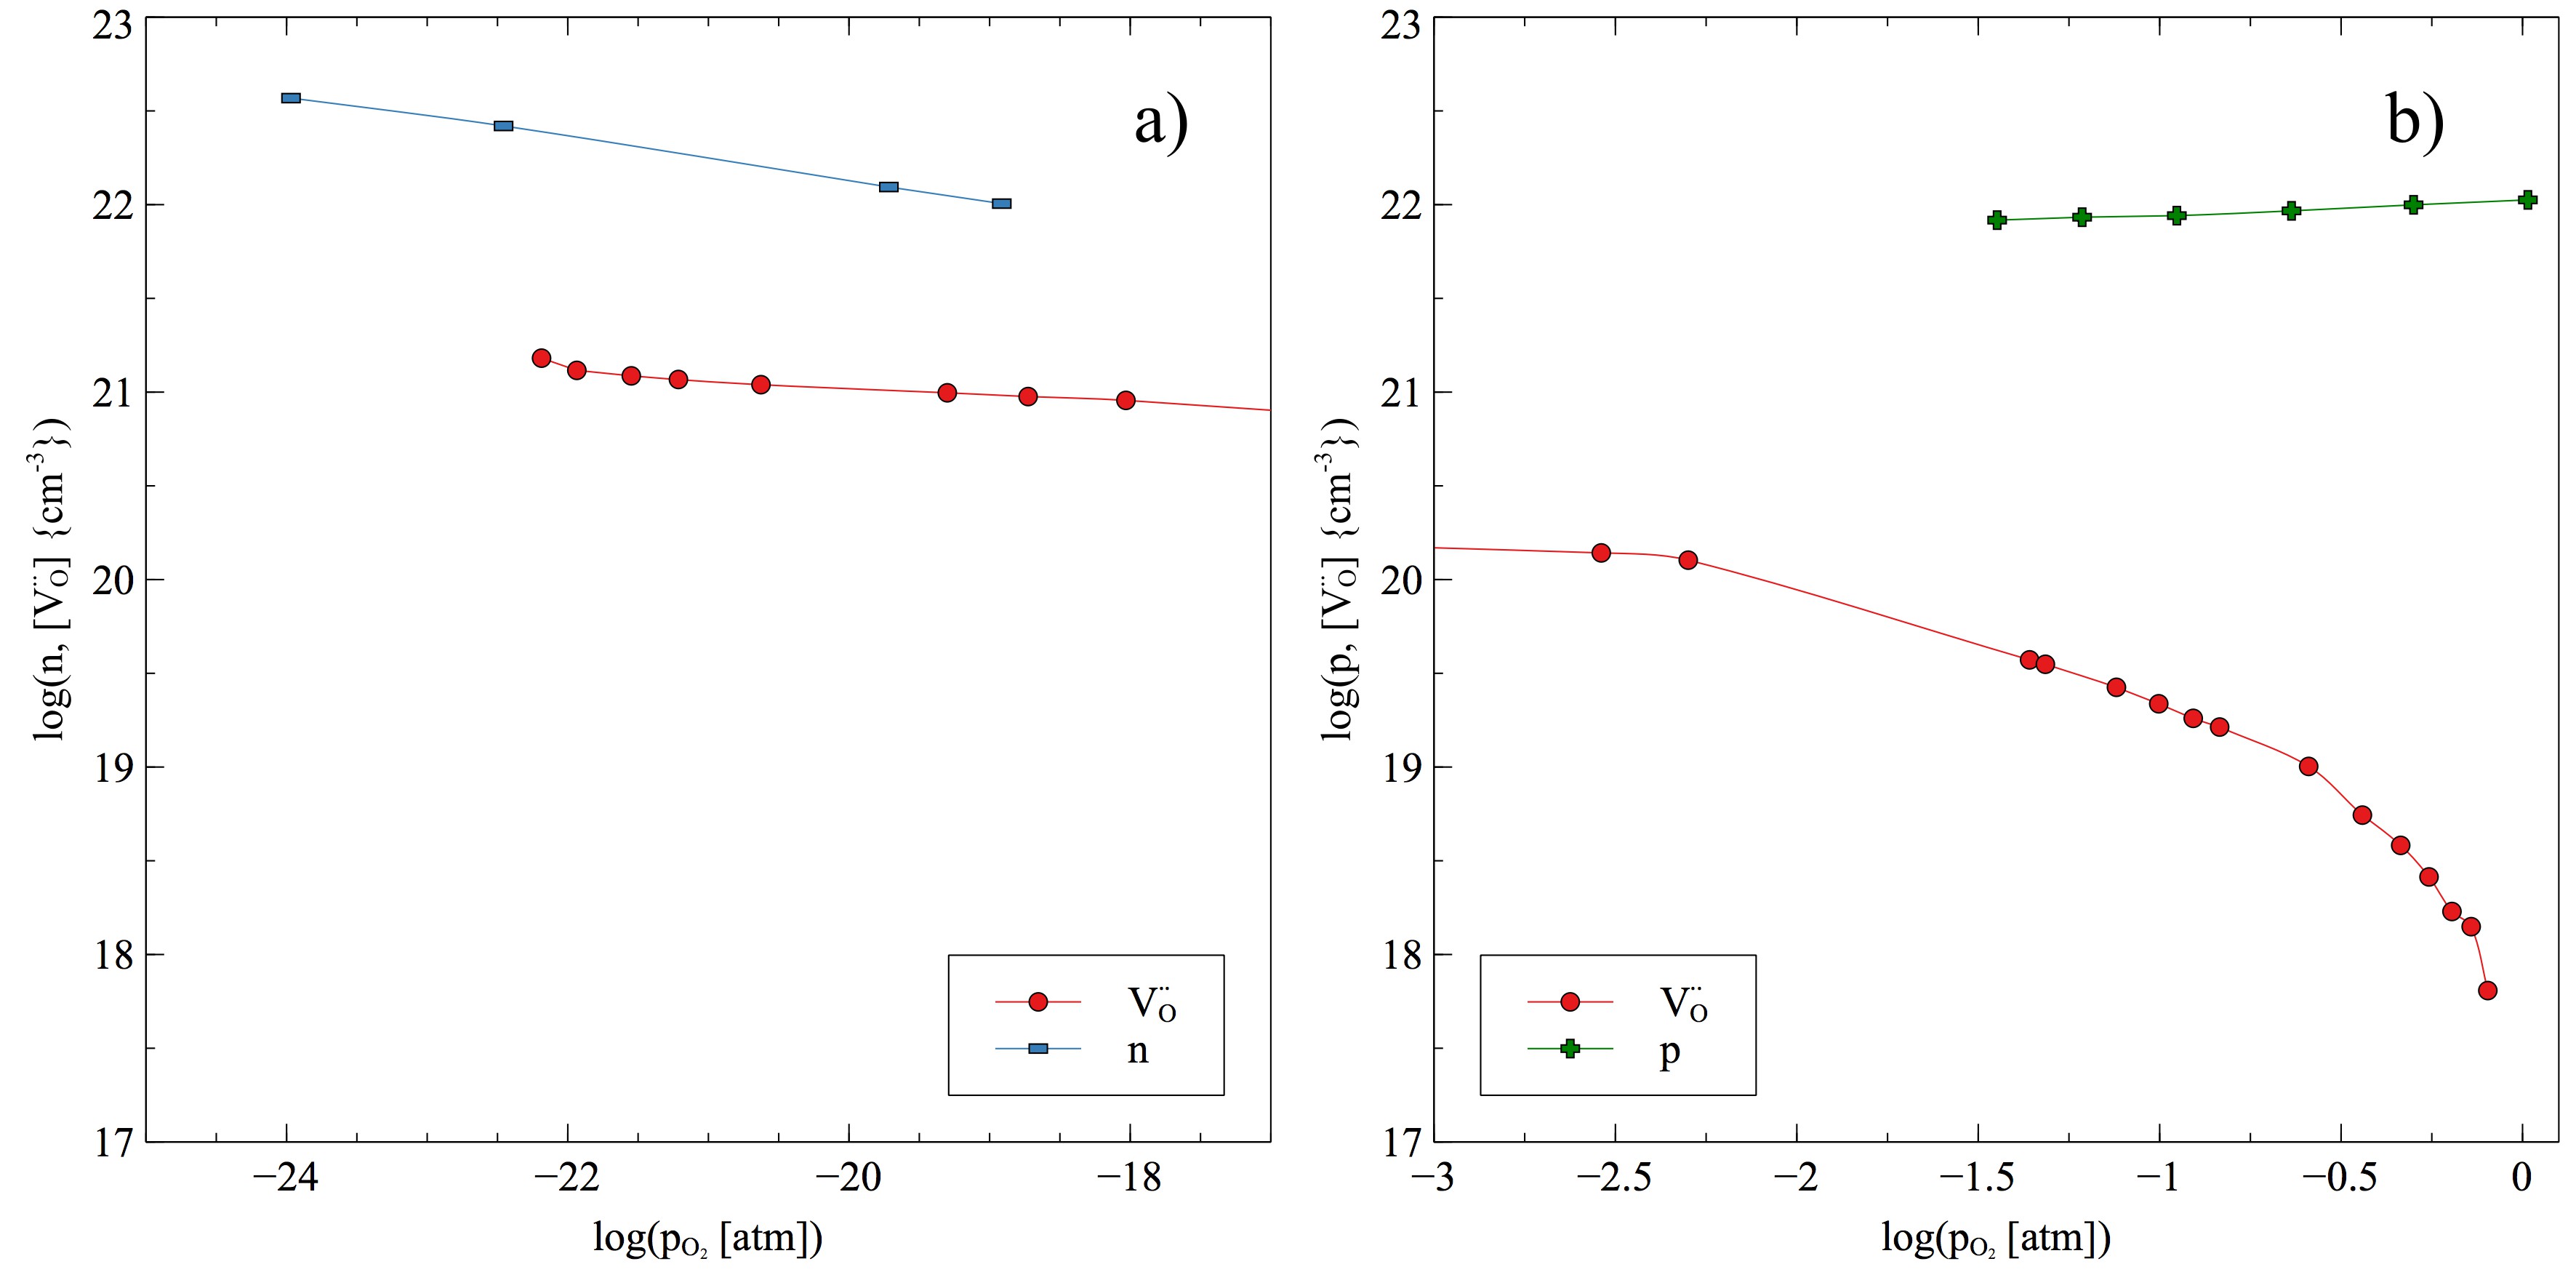 a)
23
22
21
20
19
18
17
log(n, [V̈O] {cm-3})
V̈O
n
−24 −22 −20 −18
log(pO2 [atm])
b)
23
22
21
20
19
18
17
log(p, [V̈O] {cm-3})
V̈O
p
−3 −2.5 −2 −1.5 −1 −0.5 0
log(pO2 [atm])